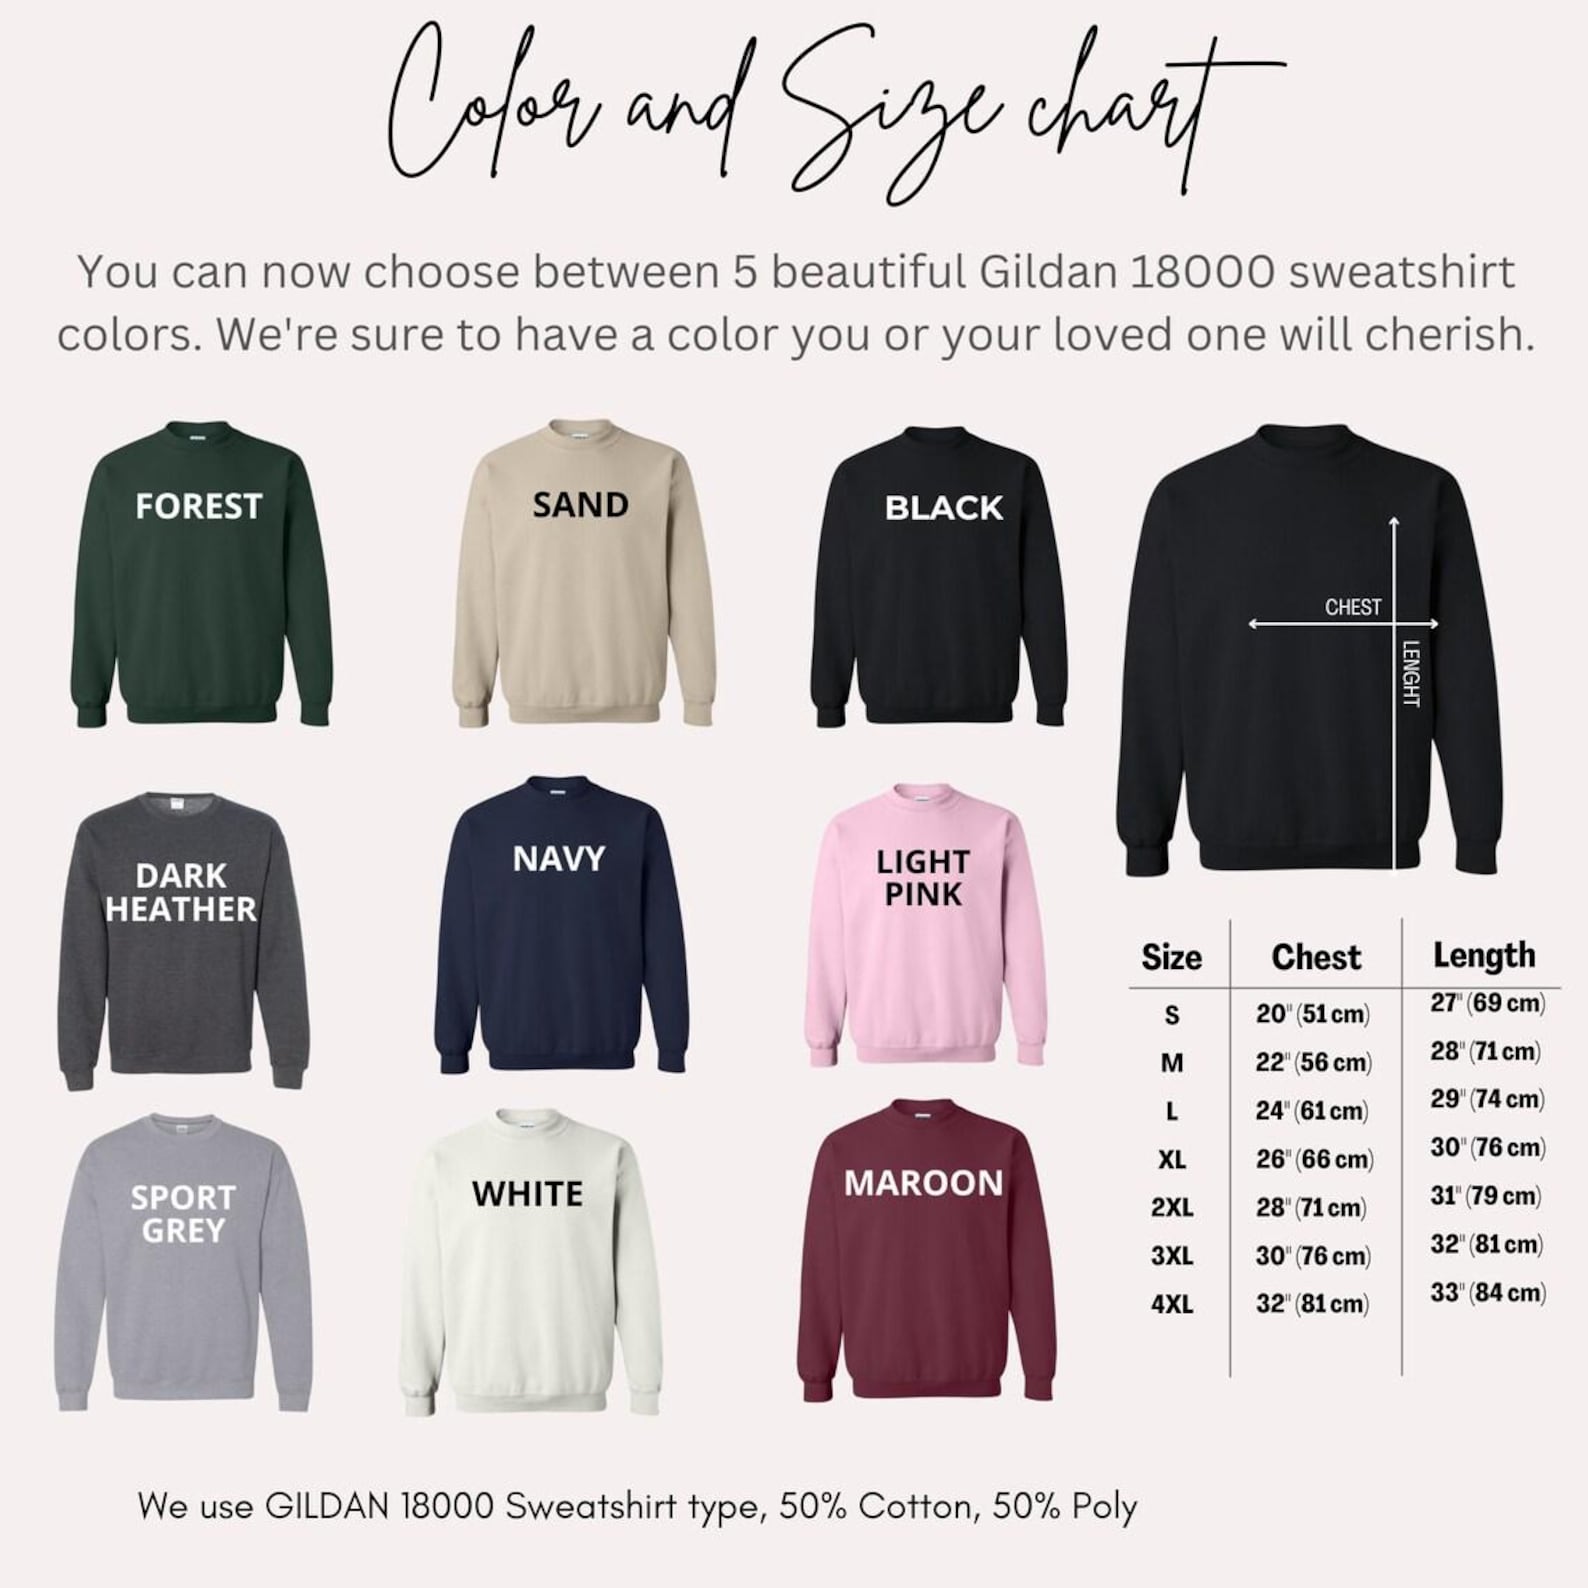 Color and Size chart
You can now choose between 5 beautiful Gildan 18000 sweatshirt
colors. We're sure to have a color you or your loved one will cherish.
FOREST
SAND
BLACK
CHEST
LENGHT
DARK
HEATHER
NAVY
LIGHT
PINK
SPORT
GREY
WHITE
MAROON
Size Chest Length
S 20" (51 cm) 27" (69 cm)
M 22" (56 cm) 28" (71 cm)
L 24" (61 cm) 29" (74 cm)
XL 26" (66 cm) 30" (76 cm)
2XL 28" (71 cm) 31" (79 cm)
3XL 30" (76 cm) 32" (81 cm)
4XL 32" (81 cm) 33" (84 cm)
We use GILDAN 18000 Sweatshirt type, 50% Cotton, 50% Poly